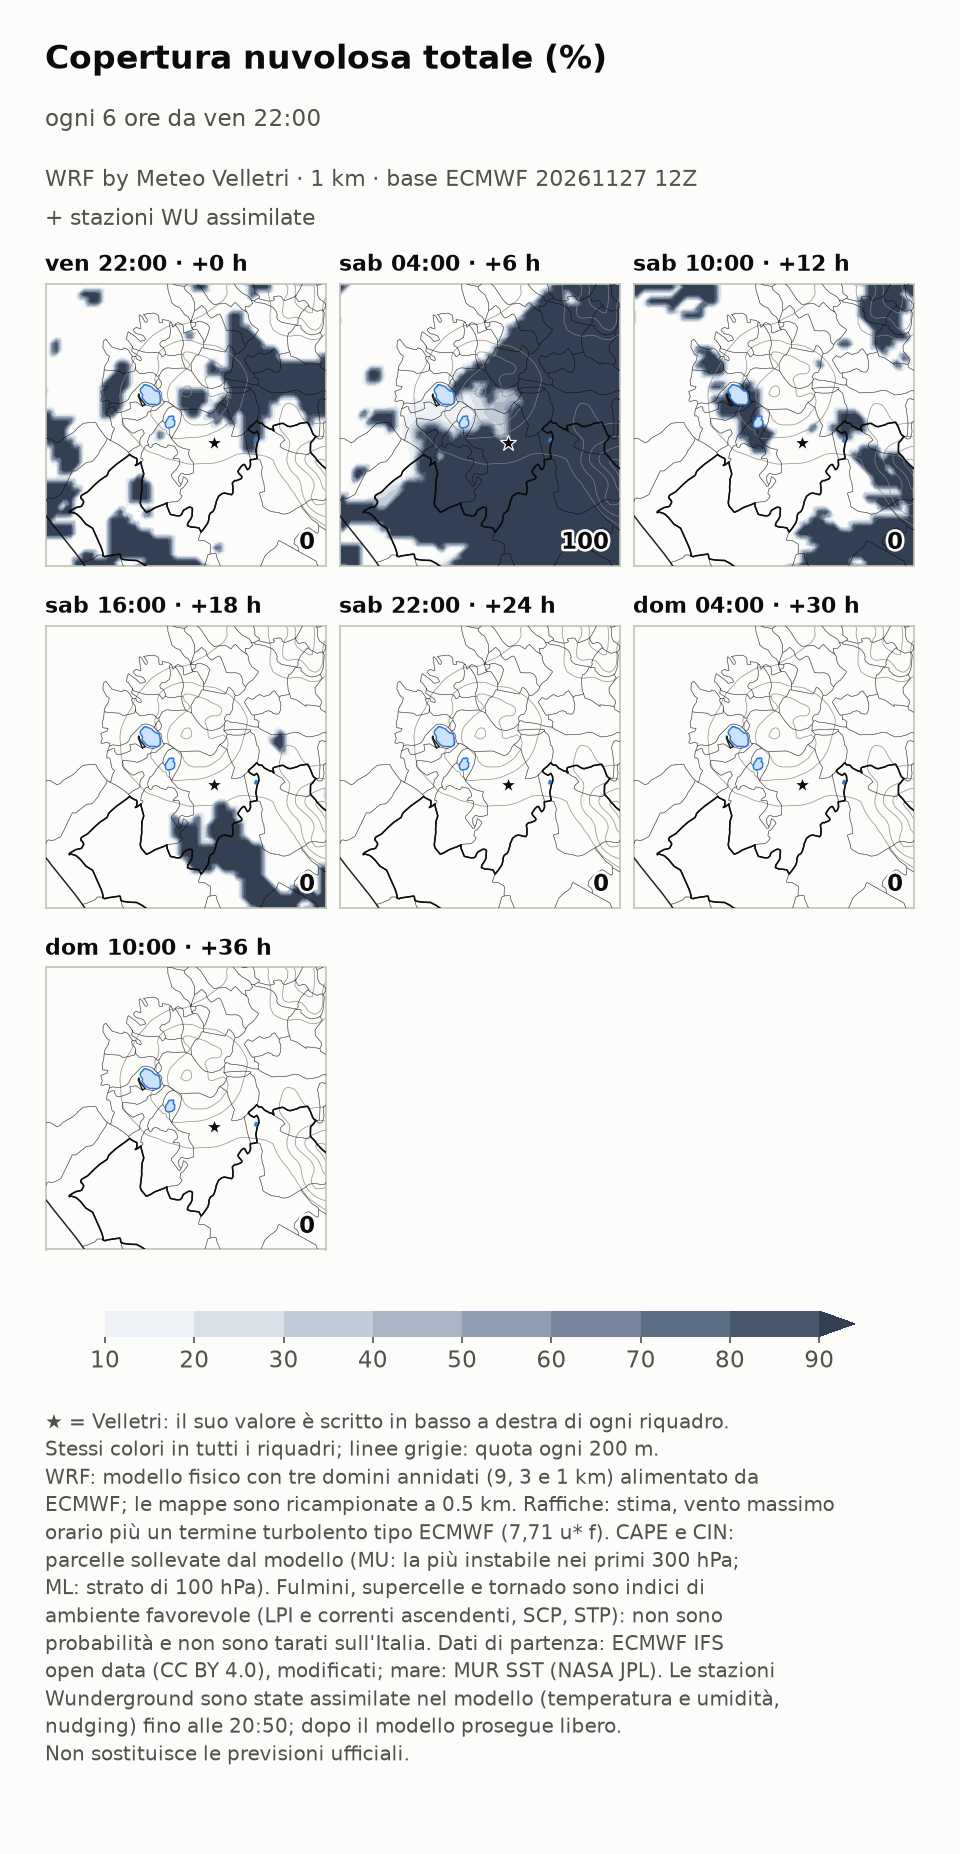 Copertura nuvolosa totale (%)
ogni 6 ore da ven 22:00
WRF by Meteo Velletri · 1 km · base ECMWF 20261127 12Z
+ stazioni WU assimilate
ven 22:00 · +0 h
sab 04:00 · +6 h
sab 10:00 · +12 h
0
100
0
sab 16:00 · +18 h
sab 22:00 · +24 h
dom 04:00 · +30 h
0
0
0
dom 10:00 · +36 h
0
10 20 30 40 50 60 70 80 90
★ = Velletri: il suo valore è scritto in basso a destra di ogni riquadro.
Stessi colori in tutti i riquadri; linee grigie: quota ogni 200 m.
WRF: modello fisico con tre domini annidati (9, 3 e 1 km) alimentato da
ECMWF; le mappe sono ricampionate a 0.5 km. Raffiche: stima, vento massimo
orario più un termine turbolento tipo ECMWF (7,71 u* f). CAPE e CIN:
parcelle sollevate dal modello (MU: la più instabile nei primi 300 hPa;
ML: strato di 100 hPa). Fulmini, supercelle e tornado sono indici di
ambiente favorevole (LPI e correnti ascendenti, SCP, STP): non sono
probabilità e non sono tarati sull'Italia. Dati di partenza: ECMWF IFS
open data (CC BY 4.0), modificati; mare: MUR SST (NASA JPL). Le stazioni
Wunderground sono state assimilate nel modello (temperatura e umidità,
nudging) fino alle 20:50; dopo il modello prosegue libero.
Non sostituisce le previsioni ufficiali.